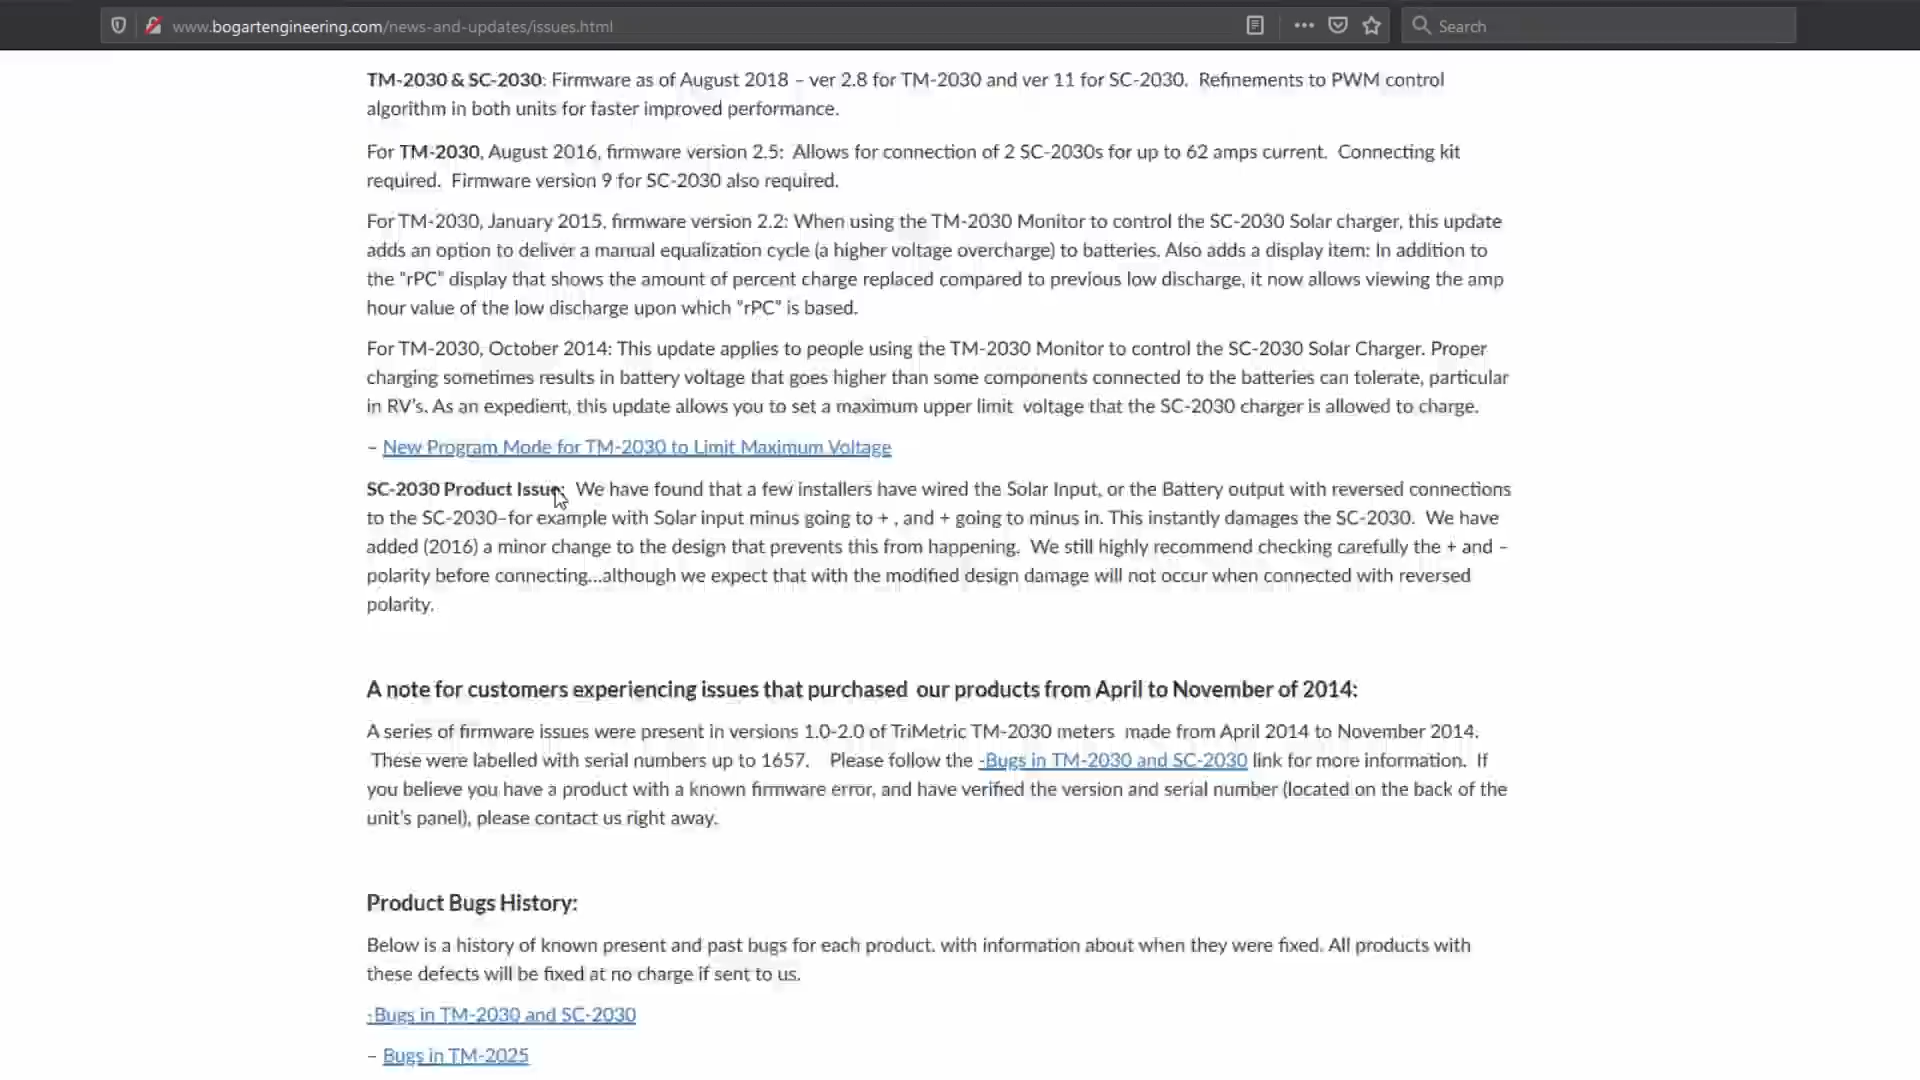 www.bogartengineering.com/news-and-updates/issues.html
Search
TM-2030 & SC-2030: Firmware as of August 2018 – ver 2.8 for TM-2030 and ver 11 for SC-2030. Refinements to PWM control
algorithm in both units for faster improved performance.
For TM-2030, August 2016, firmware version 2.5: Allows for connection of 2 SC-2030s for up to 62 amps current. Connecting kit
required. Firmware version 9 for SC-2030 also required.
For TM-2030, January 2015, firmware version 2.2: When using the TM-2030 Monitor to control the SC-2030 Solar charger, this update
adds an option to deliver a manual equalization cycle (a higher voltage overcharge) to batteries. Also adds a display item: In addition to
the "rPC" display that shows the amount of percent charge replaced compared to previous low discharge, it now allows viewing the amp
hour value of the low discharge upon which "rPC" is based.
For TM-2030, October 2014: This update applies to people using the TM-2030 Monitor to control the SC-2030 Solar Charger. Proper
charging sometimes results in battery voltage that goes higher than some components connected to the batteries can tolerate, particular
in RV's. As an expedient, this update allows you to set a maximum upper limit voltage that the SC-2030 charger is allowed to charge.
– New Program Mode for TM-2030 to Limit Maximum Voltage
SC-2030 Product Issue: We have found that a few installers have wired the Solar Input, or the Battery output with reversed connections
to the SC-2030–for example with Solar input minus going to + , and + going to minus in. This instantly damages the SC-2030. We have
added (2016) a minor change to the design that prevents this from happening. We still highly recommend checking carefully the + and –
polarity before connecting...although we expect that with the modified design damage will not occur when connected with reversed
polarity.
A note for customers experiencing issues that purchased our products from April to November of 2014:
A series of firmware issues were present in versions 1.0-2.0 of TriMetric TM-2030 meters made from April 2014 to November 2014.
These were labelled with serial numbers up to 1657. Please follow the -Bugs in TM-2030 and SC-2030 link for more information. If
you believe you have a product with a known firmware error, and have verified the version and serial number (located on the back of the
unit's panel), please contact us right away.
Product Bugs History:
Below is a history of known present and past bugs for each product. with information about when they were fixed. All products with
these defects will be fixed at no charge if sent to us.
-Bugs in TM-2030 and SC-2030
– Bugs in TM-2025